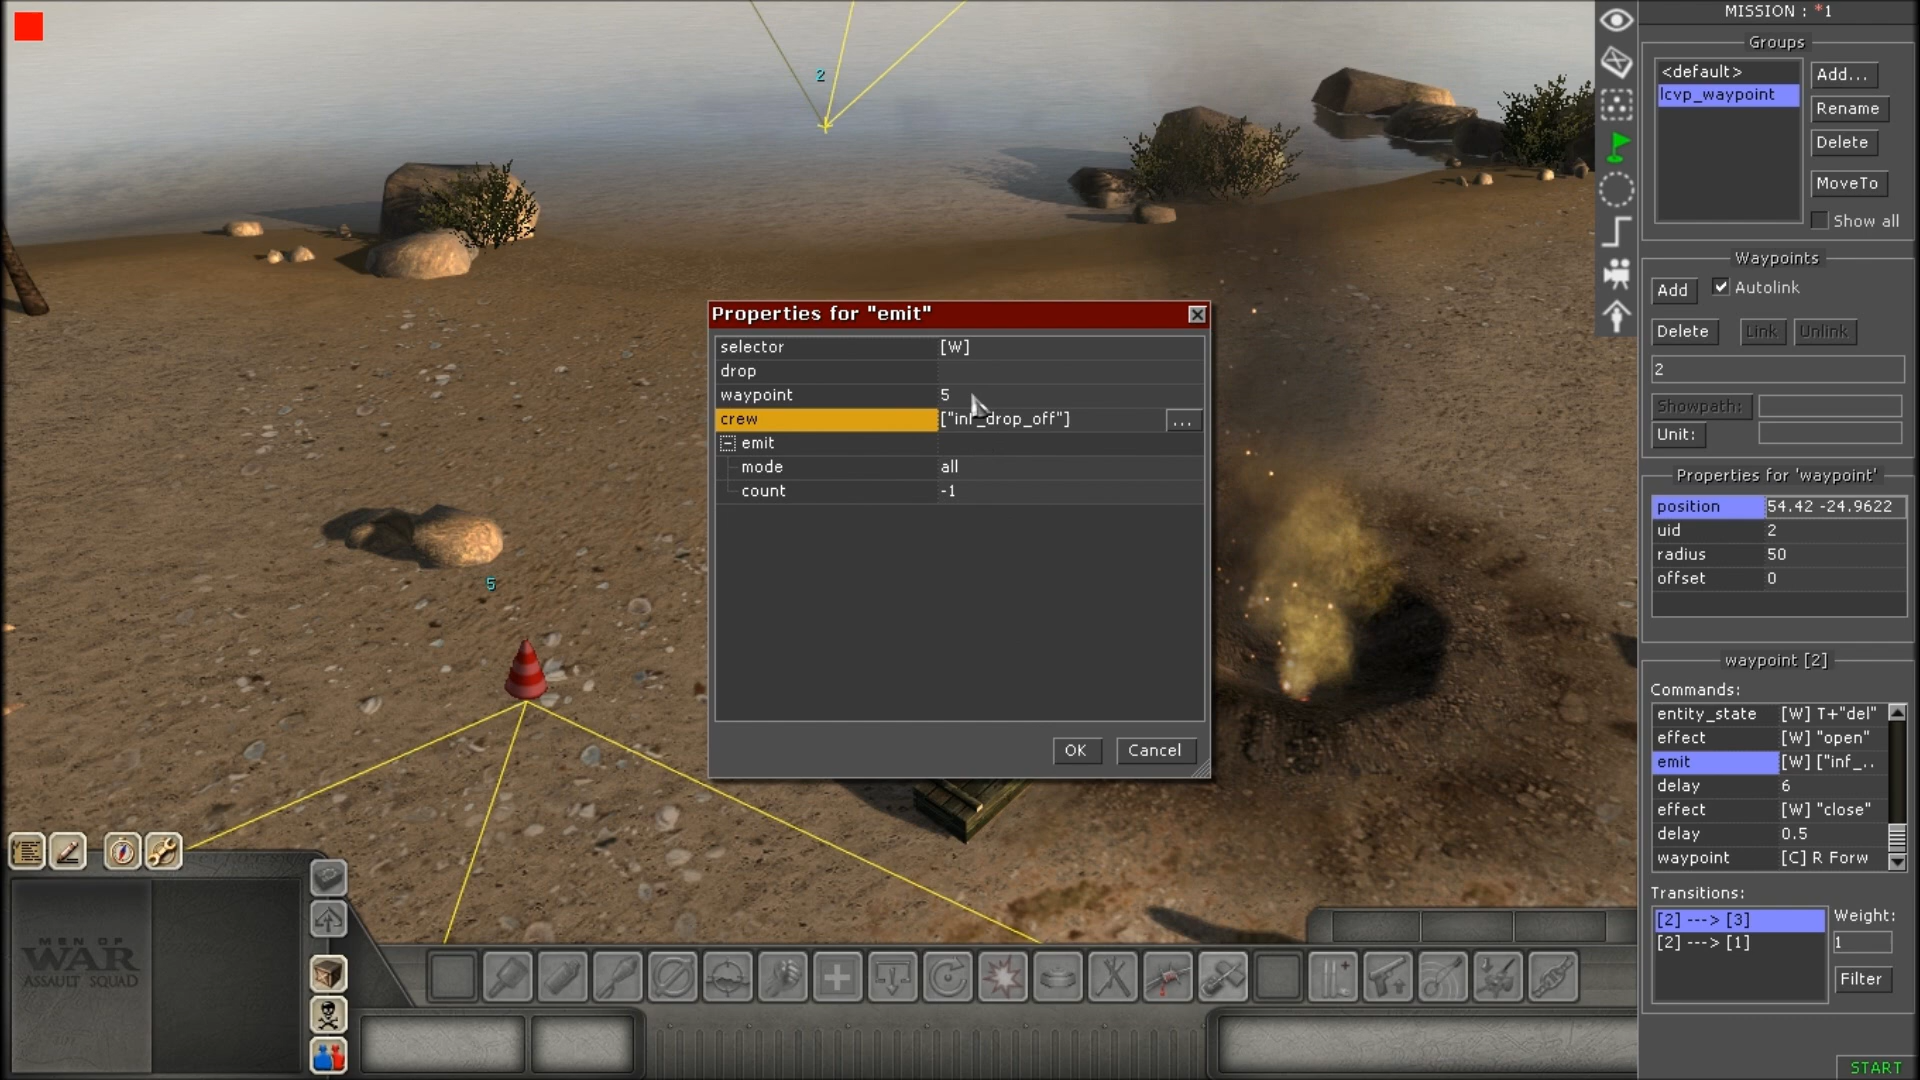 MISSION : *1
Groups
<default>
lcvp_waypoint
Add...
Rename
Delete
MoveTo
Show all
Waypoints
Add
Autolink
Delete
Link
Unlink
2
Showpath:
Unit:
Properties for 'waypoint'
position 54.42 -24.9622
uid 2
radius 50
offset 0
waypoint [2]
Commands:
entity_state [W] T+"del"
effect [W] "open"
emit [W] ["inf_..
delay 6
effect [W] "close"
delay 0.5
waypoint [C] R Forw
Transitions:
[2] ---> [3]
[2] ---> [1]
Weight:
1
Filter
START
2
5
Properties for "emit"
selector [W]
drop
waypoint 5
crew ["inf_drop_off"]
...
emit
mode all
count -1
OK
Cancel
MEN OF
WAR
ASSAULT SQUAD